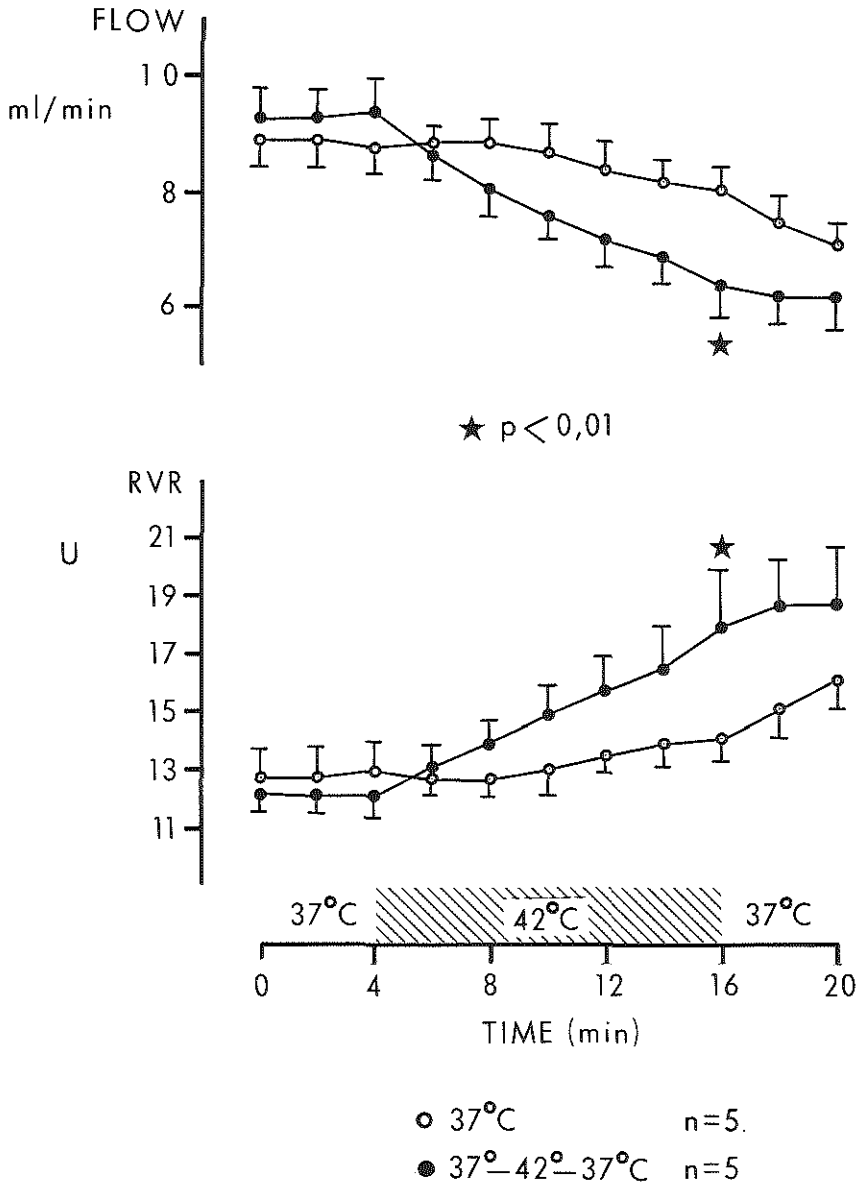 FLOW
ml/min
10
8
6
★ p < 0,01
RVR
U
21
19
17
15
13
11
37°C
42°C
37°C
0 4 8 12 16 20
TIME (min)
37°C n=5.
37°–42°–37°C n=5